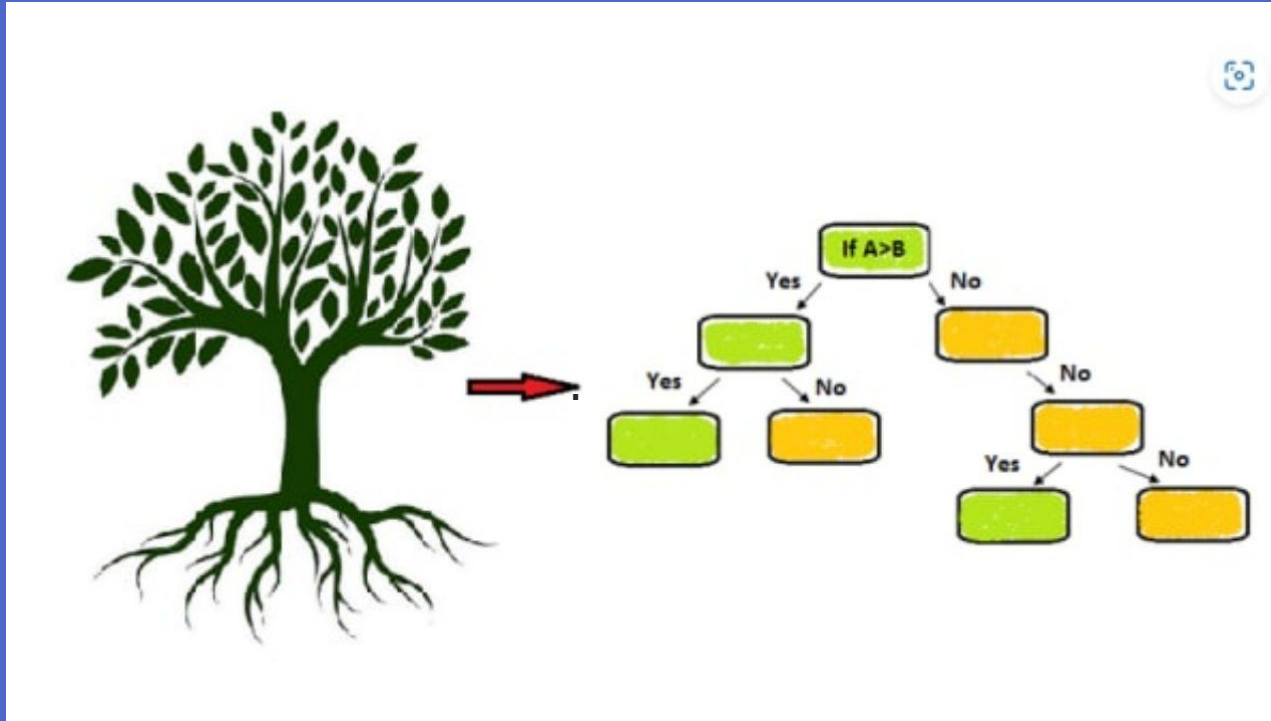 If A>B
Yes
No
Yes
No
No
Yes
No